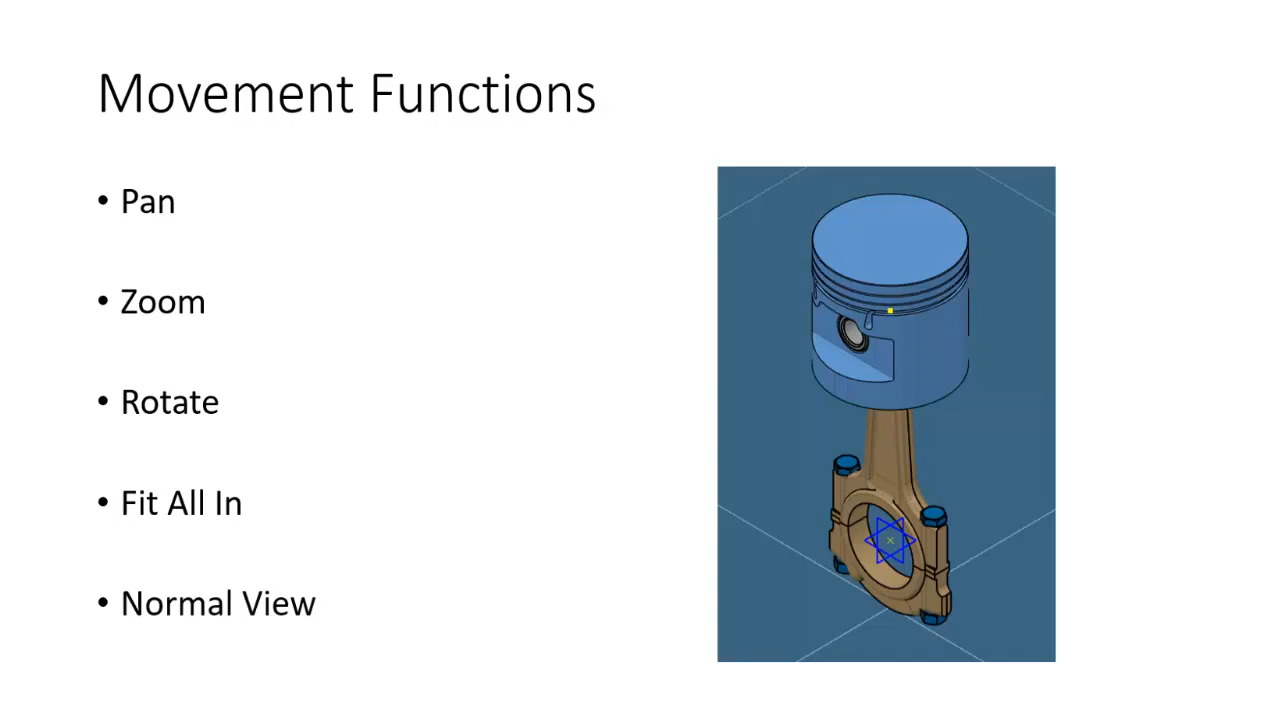 Movement Functions
• Pan
• Zoom
• Rotate
• Fit All In
• Normal View